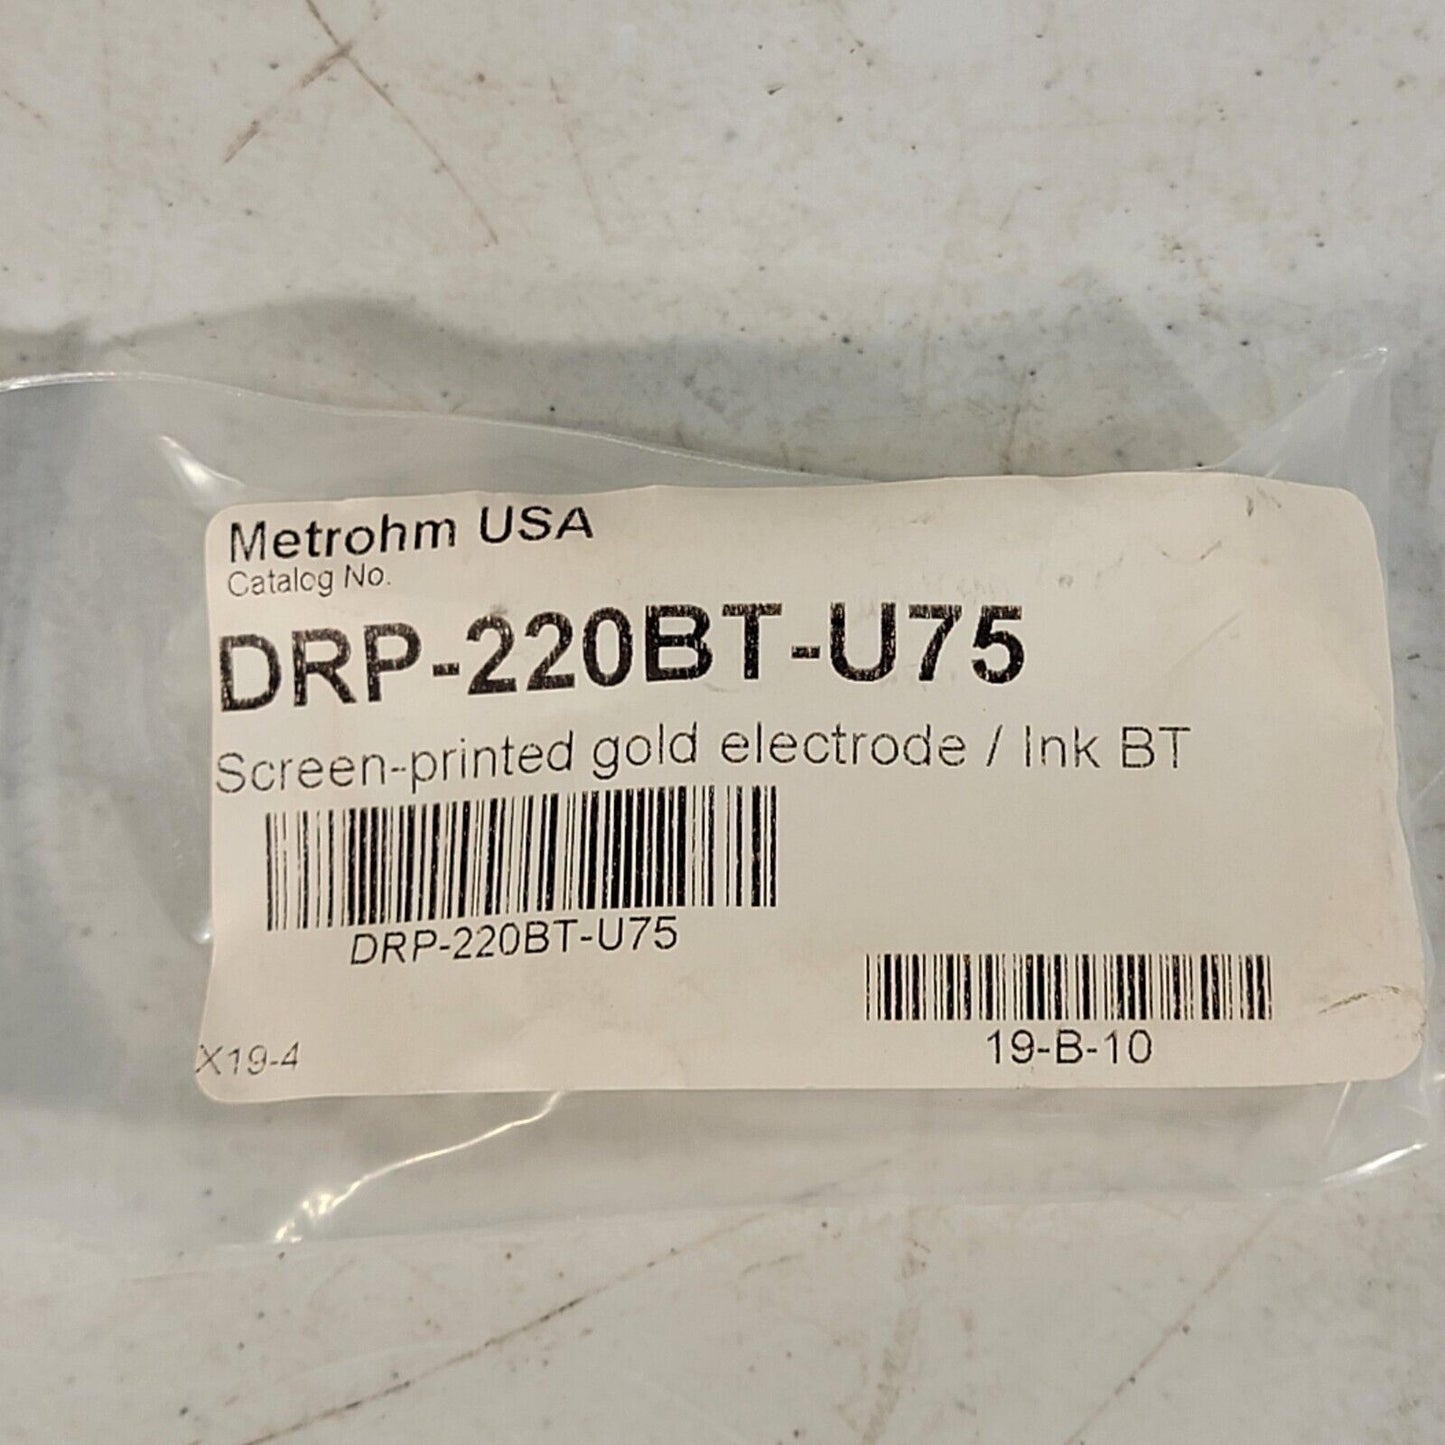 Metrohm USA
Catalog No.
DRP-220BT-U75
Screen-printed gold electrode / Ink BT
DRP-220BT-U75
19-B-10
X19-4